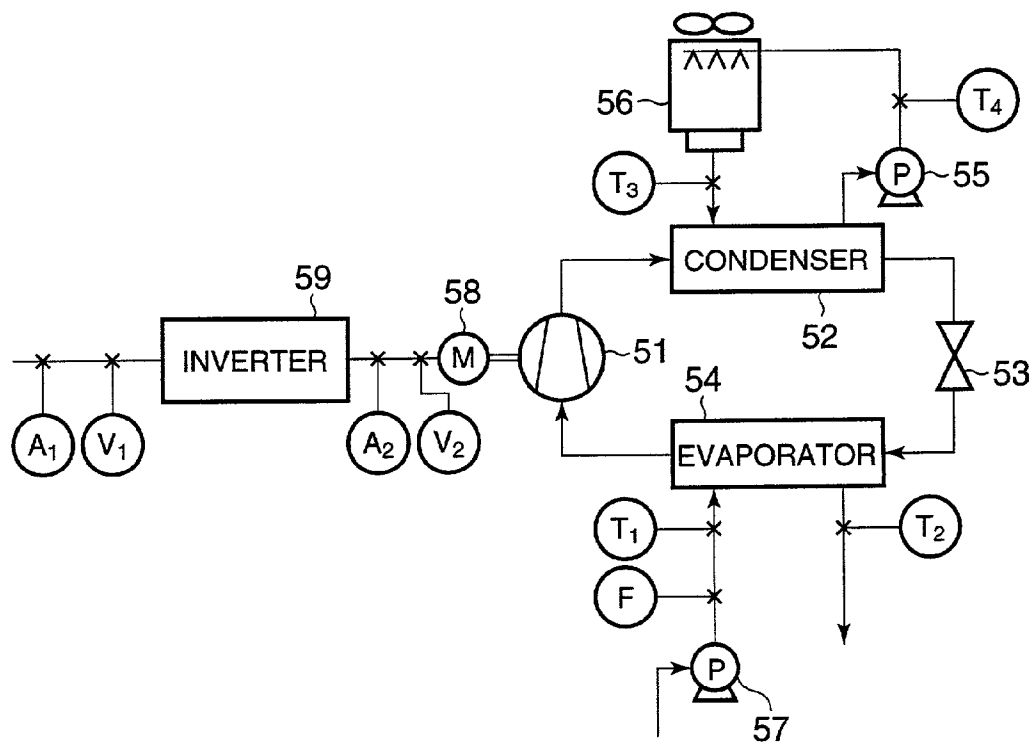 56
T4
P
55
T3
CONDENSER
52
59
58
INVERTER
M
51
53
A1
V1
A2
V2
54
EVAPORATOR
T1
T2
F
P
57